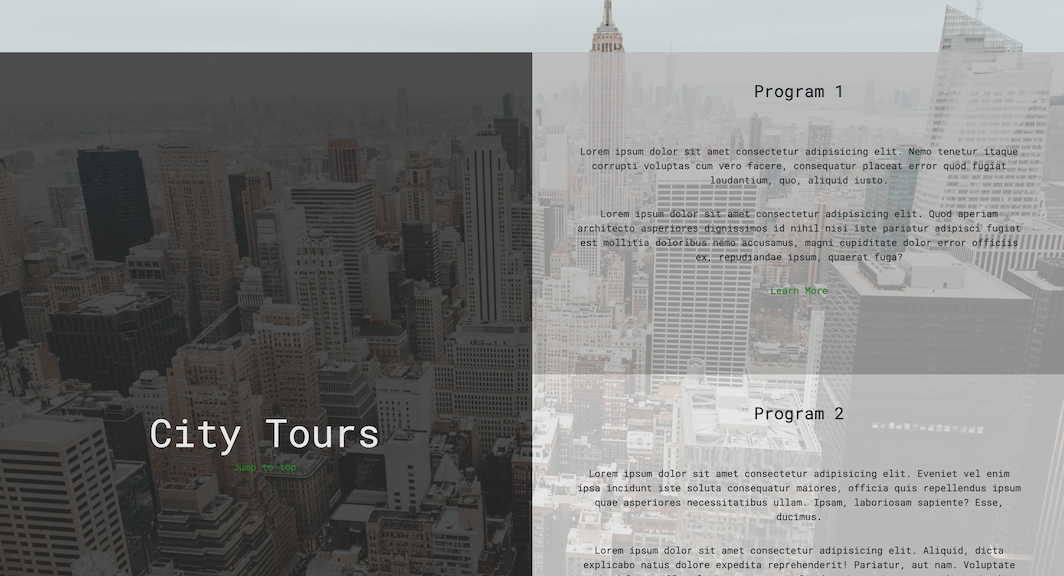 City Tours
Jump to top
Program 1
Lorem ipsum dolor sit amet consectetur adipisicing elit. Nemo tenetur itaque
corrupti voluptas cum vero facere, consequatur placeat error quod fugiat
laudantium, quo, aliquid iusto.
Lorem ipsum dolor sit amet consectetur adipisicing elit. Quod aperiam
architecto asperiores dignissimos id nihil nisi iste pariatur adipisci fugiat
est mollitia doloribus nemo accusamus, magni cupiditate dolor error officiis
ex, repudiandae ipsum, quaerat fuga?
Learn More
Program 2
Lorem ipsum dolor sit amet consectetur adipisicing elit. Eveniet vel enim
ipsa incidunt iste soluta consequatur maiores, officia quis repellendus ipsum
quae asperiores necessitatibus ullam. Ipsam, laboriosam sapiente? Esse,
ducimus.
Lorem ipsum dolor sit amet consectetur adipisicing elit. Aliquid, dicta
explicabo natus dolore expedita reprehenderit! Pariatur, aut nam. Voluptate